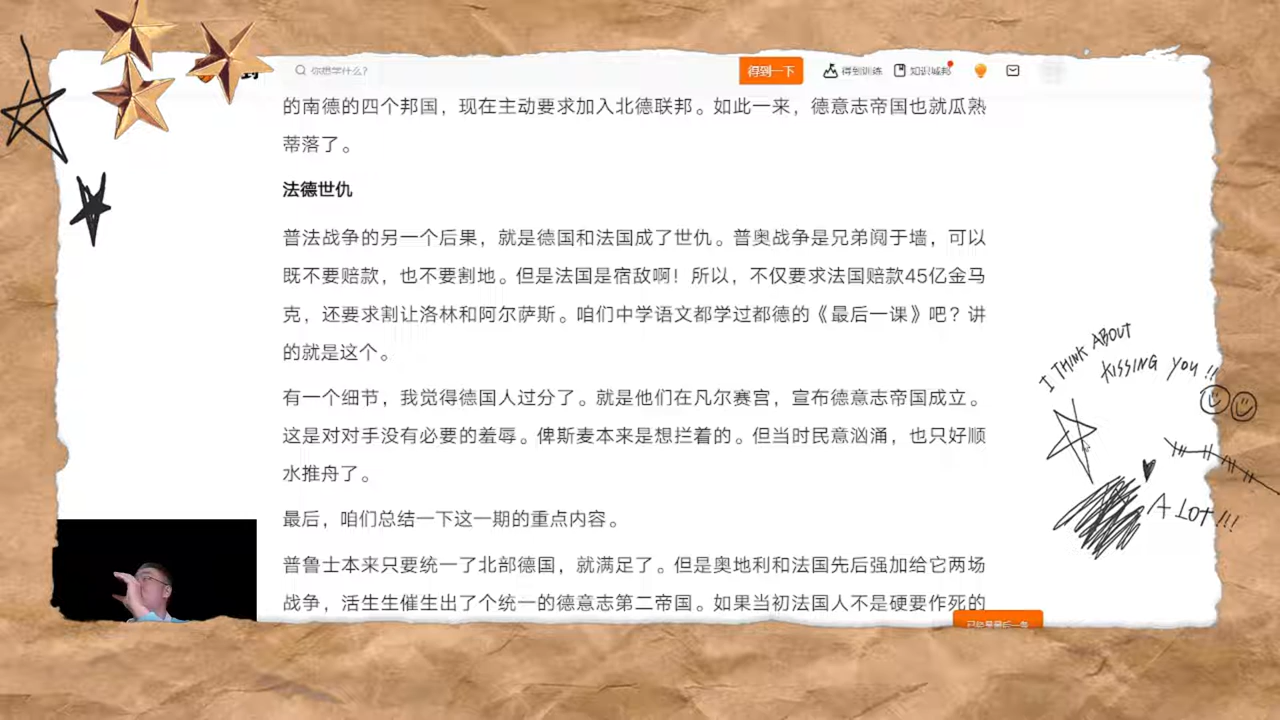 你想学什么?
得到一下
得到训练
知识城邦
的南德的四个邦国，现在主动要求加入北德联邦。如此一来，德意志帝国也就瓜熟
蒂落了。
法德世仇
普法战争的另一个后果，就是德国和法国成了世仇。普奥战争是兄弟阋于墙，可以
既不要赔款，也不要割地。但是法国是宿敌啊！所以，不仅要求法国赔款45亿金马
克，还要求割让洛林和阿尔萨斯。咱们中学语文都学过都德的《最后一课》吧？讲
的就是这个。
有一个细节，我觉得德国人过分了。就是他们在凡尔赛宫，宣布德意志帝国成立。
这是对对手没有必要的羞辱。俾斯麦本来是想拦着的。但当时民意汹涌，也只好顺
水推舟了。
最后，咱们总结一下这一期的重点内容。
普鲁士本来只要统一了北部德国，就满足了。但是奥地利和法国先后强加给它两场
战争，活生生催生出了个统一的德意志第二帝国。如果当初法国人不是硬要作死的
I THINK ABOUT
KISSING YOU !!
A LOT !!!